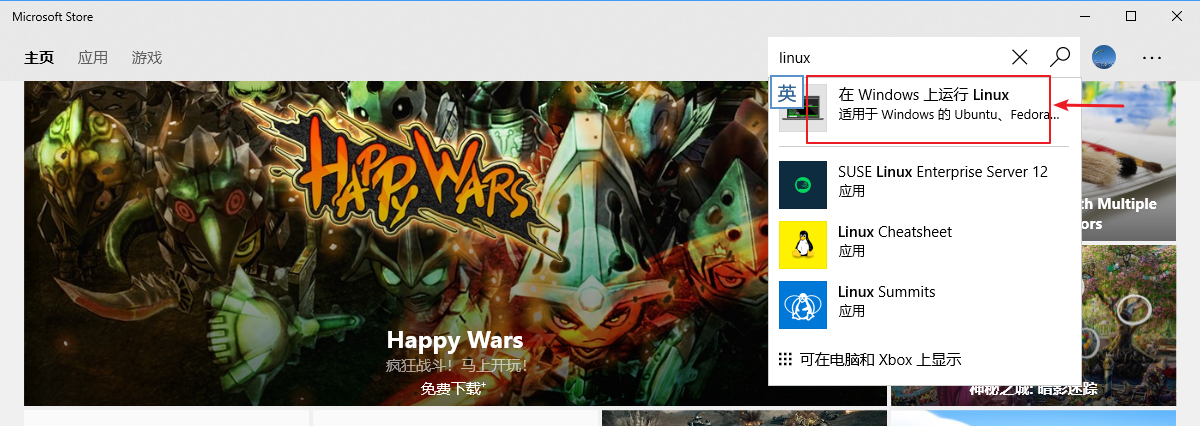 Microsoft Store
主页 应用 游戏
linux
英
在 Windows 上运行 Linux
适用于 Windows 的 Ubuntu、Fedora...
SUSE Linux Enterprise Server 12
应用
Linux Cheatsheet
应用
Linux Summits
应用
可在电脑和 Xbox 上显示
HAPPY WARS
Happy Wars
疯狂战斗！马上开玩！
免费下载+
th Multiple
ors
神秘之城: 暗影迷踪